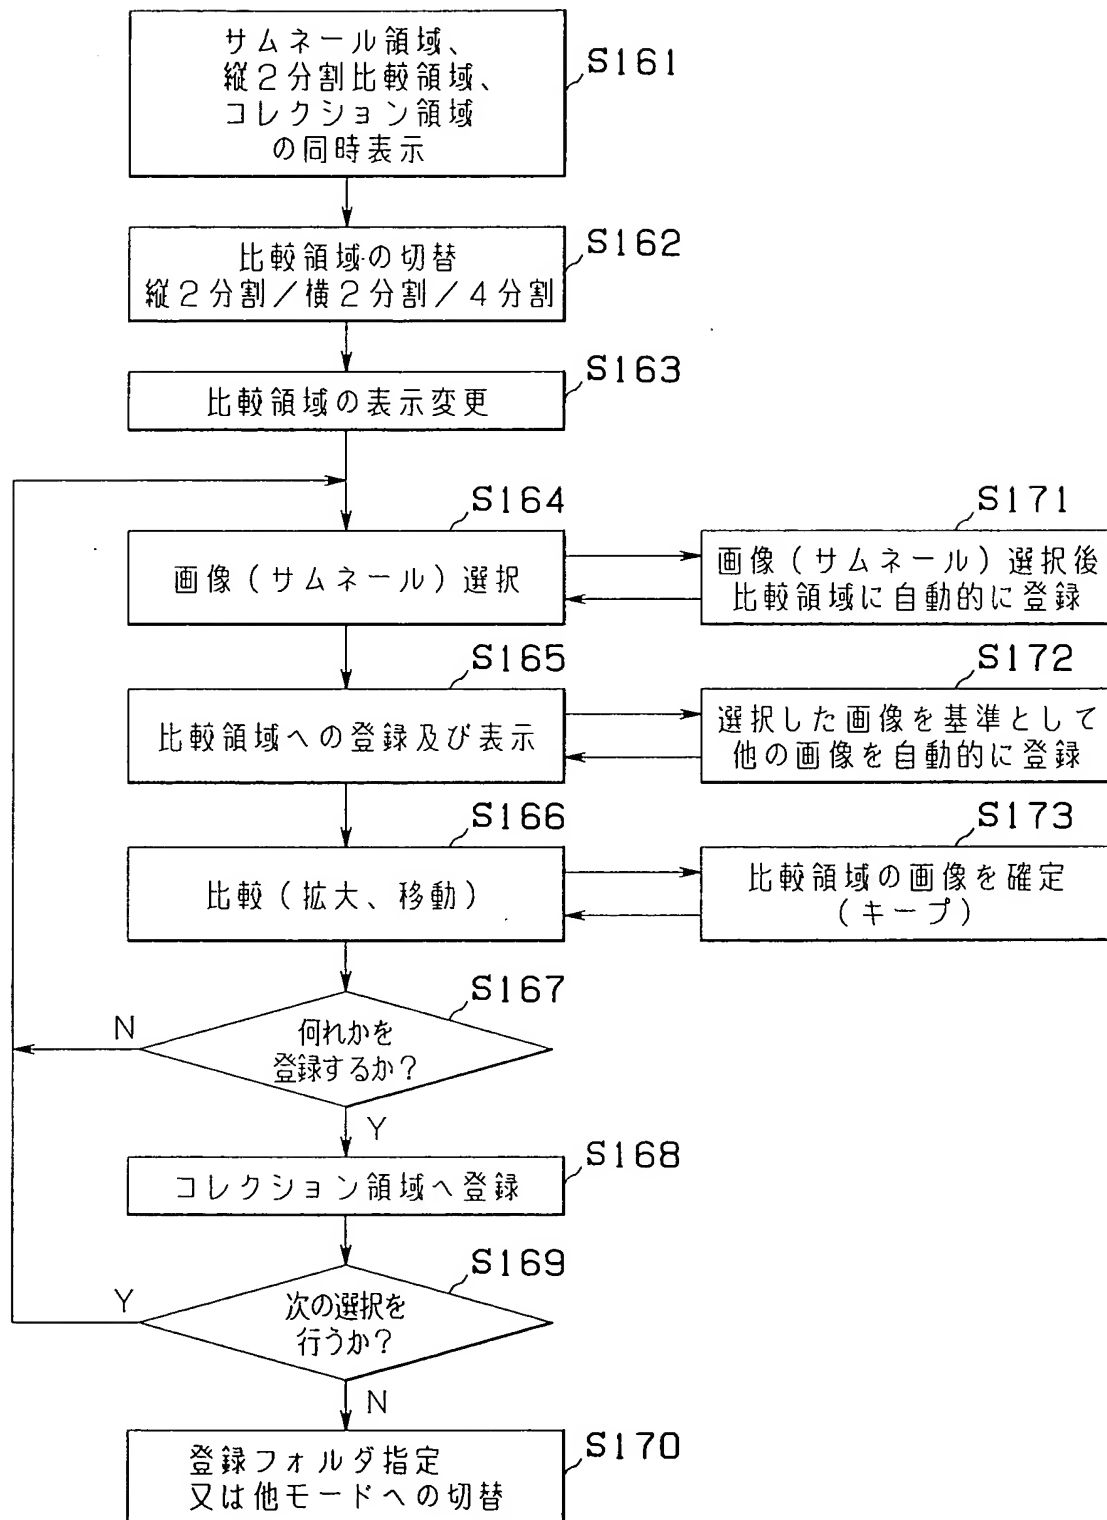 サムネール領域、
縦2分割比較領域、
コレクション領域
の同時表示
S161
比較領域の切替
縦2分割/横2分割/4分割
S162
比較領域の表示変更
S163
画像(サムネール)選択
S164
画像(サムネール)選択後
比較領域に自動的に登録
S171
比較領域への登録及び表示
S165
選択した画像を基準として
他の画像を自動的に登録
S172
比較(拡大、移動)
S166
比較領域の画像を確定
(キープ)
S173
何れかを
登録するか?
S167
N
Y
コレクション領域へ登録
S168
次の選択を
行うか?
S169
Y
N
登録フォルダ指定
又は他モードへの切替
S170